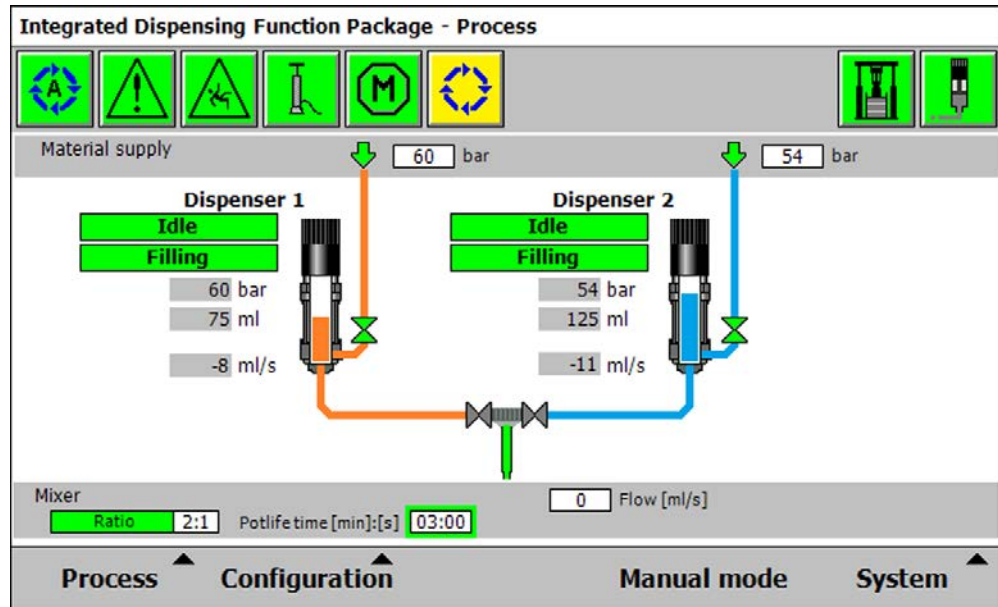 Integrated Dispensing Function Package - Process
A
M
Material supply
60 bar
54 bar
Dispenser 1
Idle
Filling
60 bar
75 ml
-8 ml/s
Dispenser 2
Idle
Filling
54 bar
125 ml
-11 ml/s
Mixer
Ratio 2:1 Potlife time [min]:[s] 03:00
0 Flow [ml/s]
Process Configuration Manual mode System